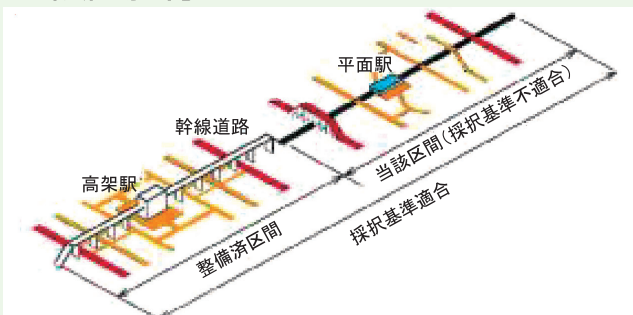 平面駅
幹線道路
高架駅
当該区間(採択基準不適合)
採択基準適合
整備済区間